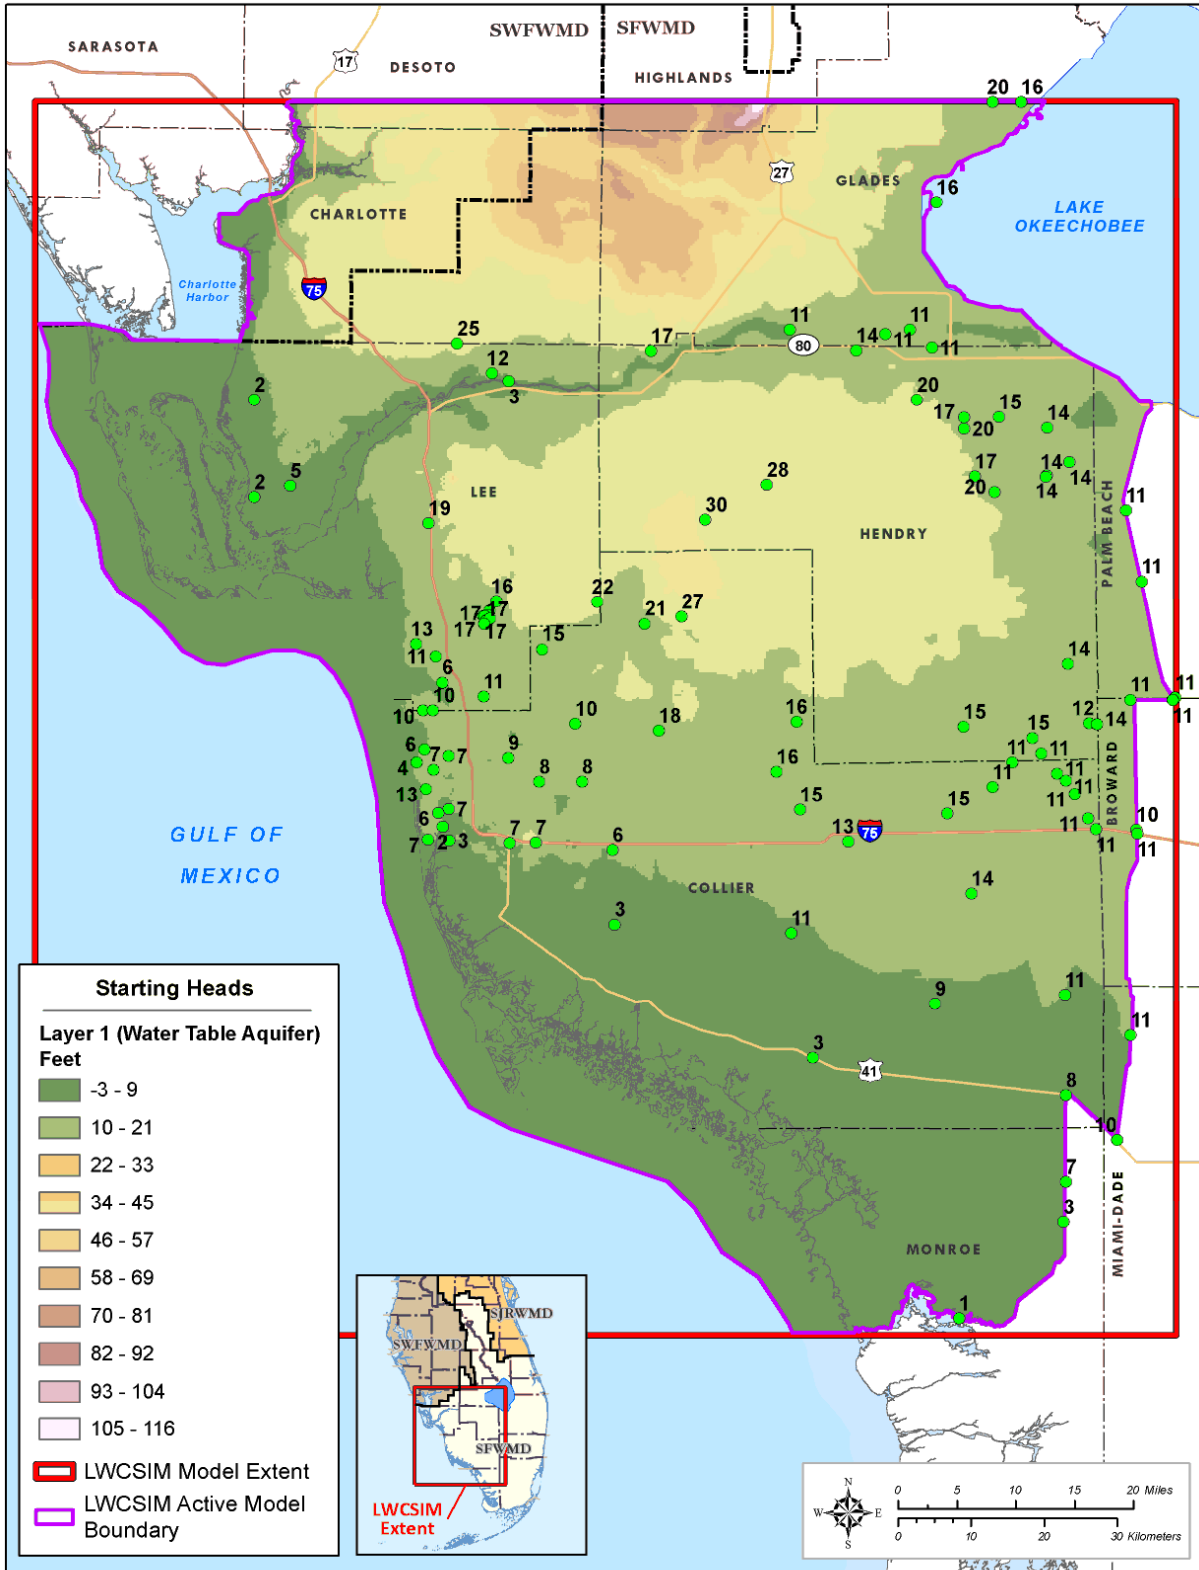 SWFWMD
SFWMD
SARASOTA
17
DESOTO
HIGHLANDS
20
16
27
GLADES
16
CHARLOTTE
LAKE
OKEECHOBEE
Charlotte
Harbor
75
25
17
11
80
14
11
11
11
12
3
2
20
17
15
14
20
5
2
LEE
28
17
14
14
20
14
30
19
HENDRY
PALM BEACH
11
11
16
17
17
17
22
21
27
13
11
15
6
14
11
11
11
11
10
10
10
18
16
15
12
14
15
6
7
7
4
9
8
8
16
11
11
11
11
11
13
15
15
BROWARD
7
6
7
2
3
7
7
6
13
75
11
11
10
11
GULF OF
MEXICO
COLLIER
14
3
11
9
11
11
3
41
8
10
7
3
MIAMI-DADE
MONROE
1
Starting Heads
Layer 1 (Water Table Aquifer)
Feet
-3 - 9
10 - 21
22 - 33
34 - 45
46 - 57
58 - 69
70 - 81
82 - 92
93 - 104
105 - 116
LWCSIM Model Extent
LWCSIM Active Model
Boundary
SJRWMD
SWFWMD
SFWMD
LWCSIM
Extent
N
W
E
S
0 5 10 15 20 Miles
0 10 20 30 Kilometers